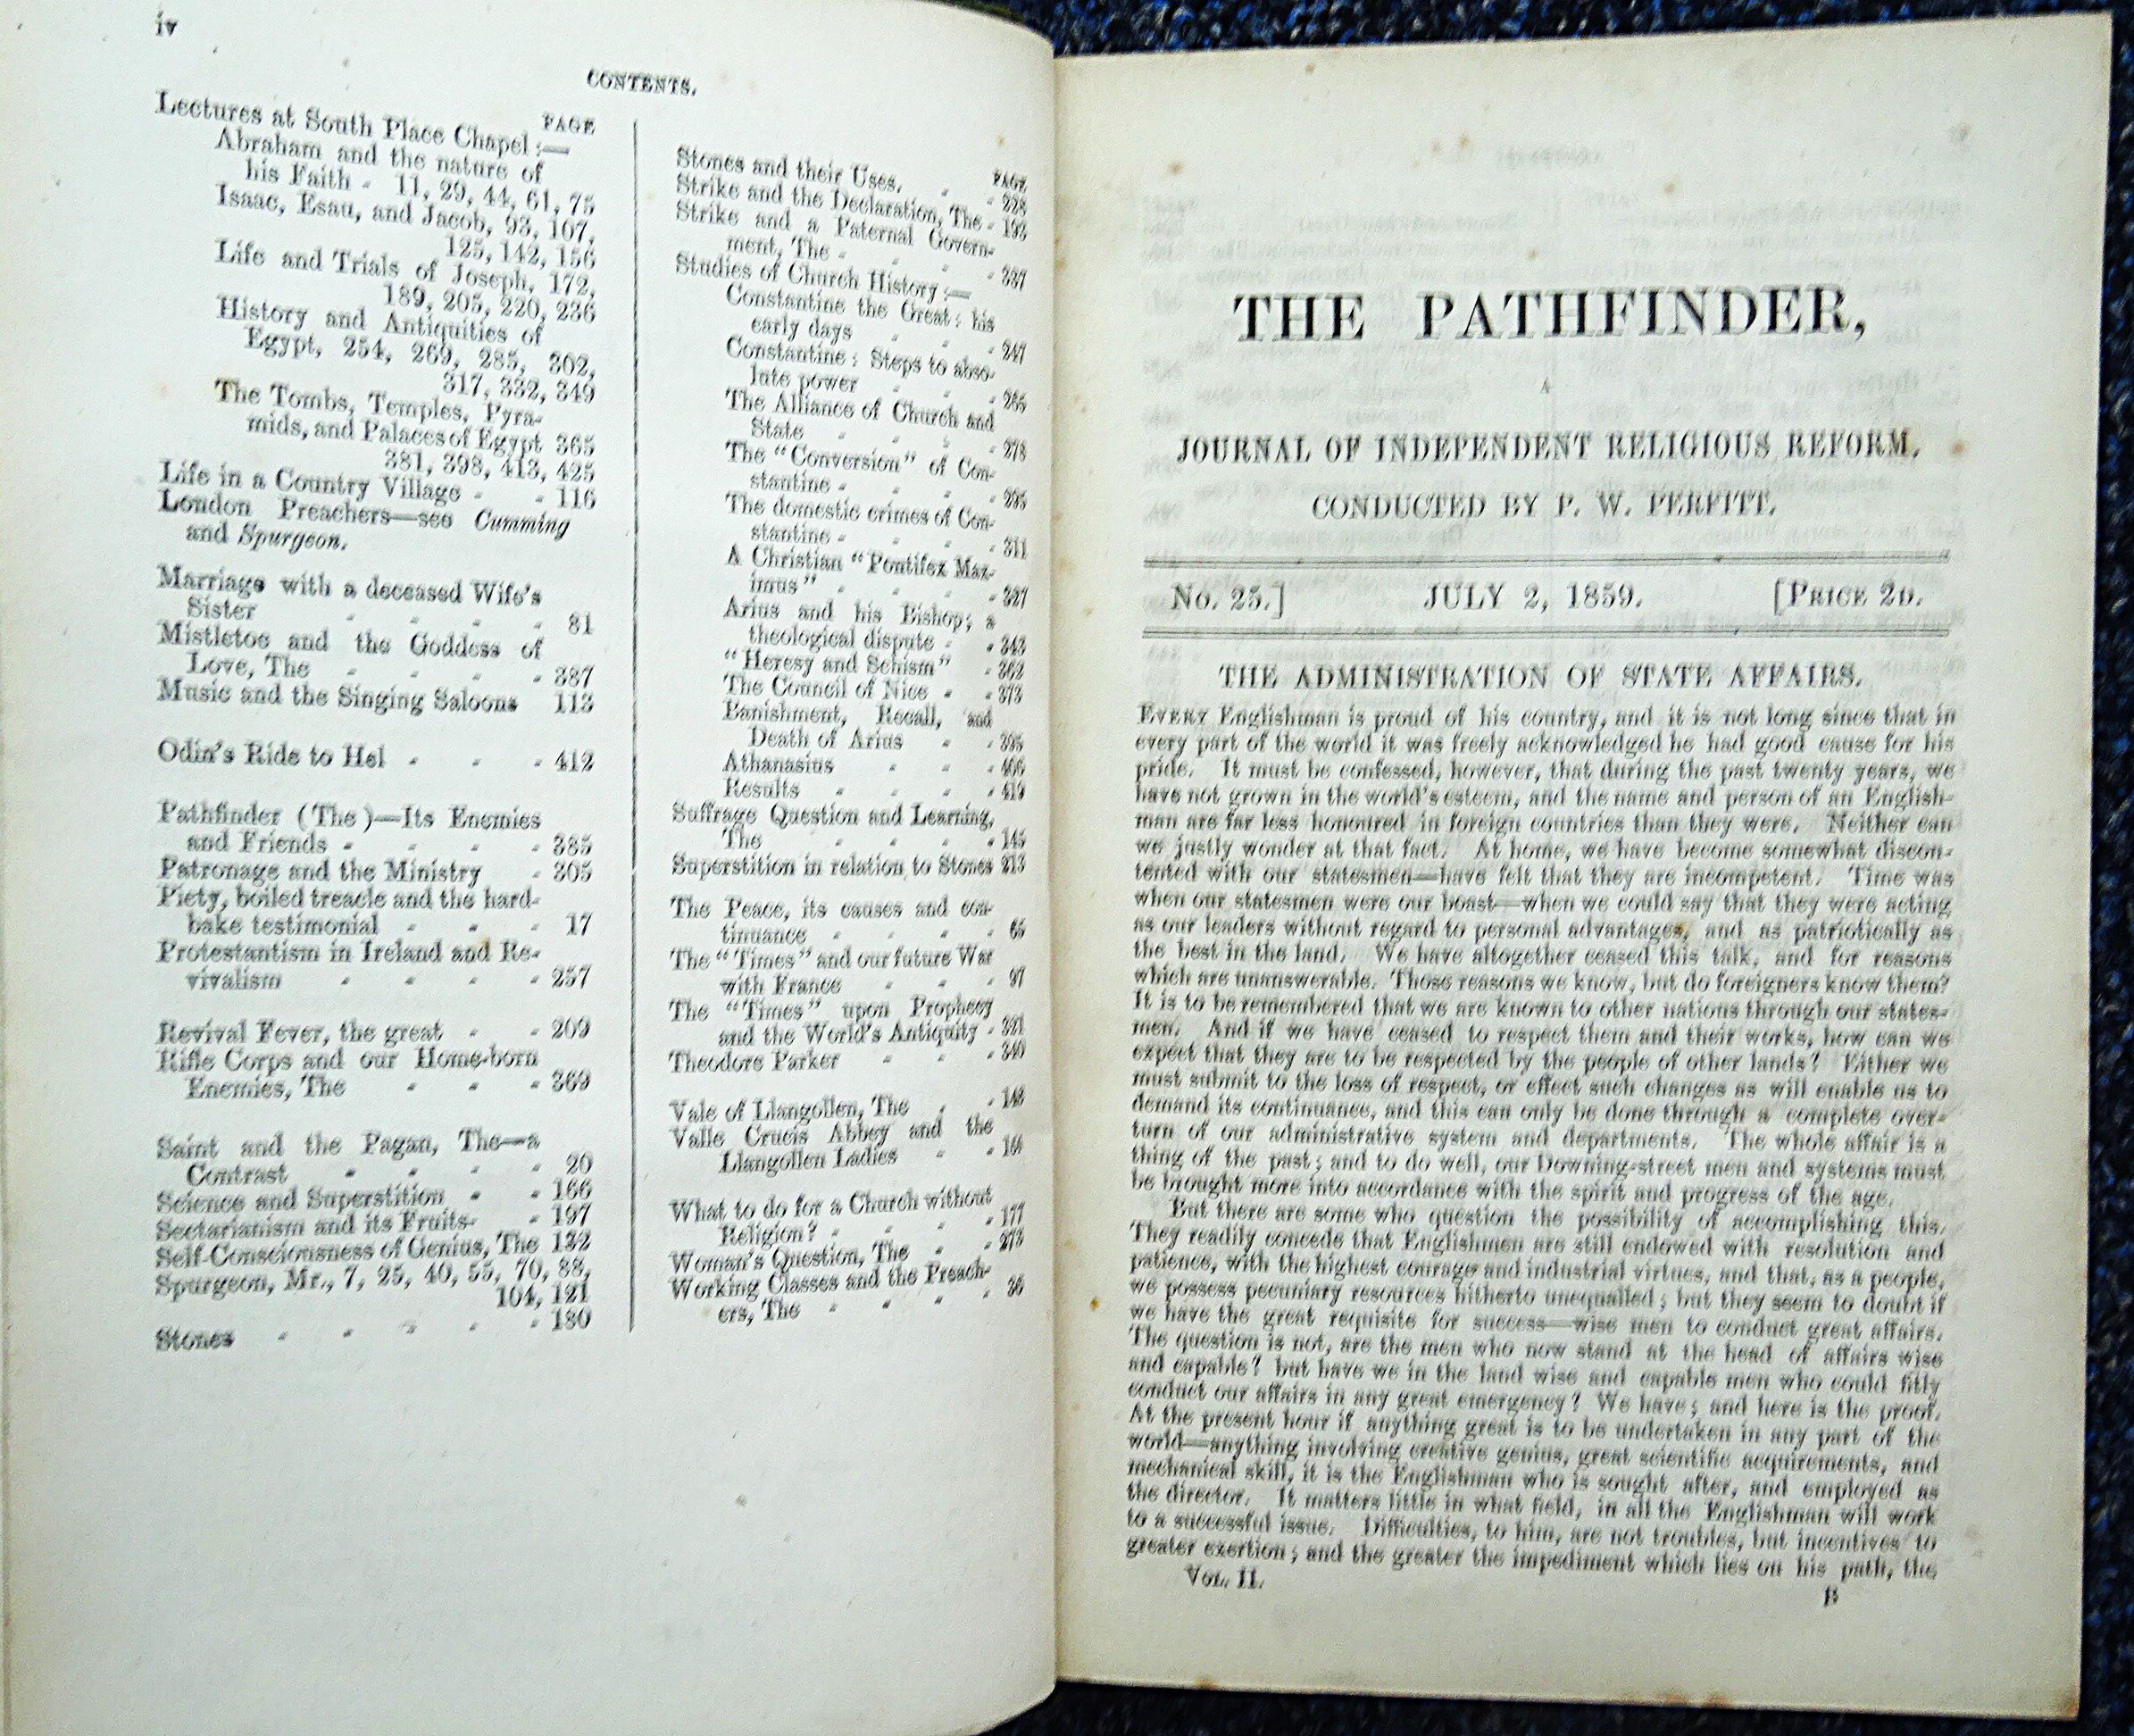 iv
CONTENTS.
PAGE
Lectures at South Place Chapel:—
Abraham and the nature of
his Faith - 11, 29, 44, 61, 75
Isaac, Esau, and Jacob, 93, 107,
125, 142, 156
Life and Trials of Joseph, 172,
189, 205, 220, 236
History and Antiquities of
Egypt, 254, 269, 285, 302,
317, 332, 349
The Tombs, Temples, Pyra-
mids, and Palaces of Egypt 365
381, 398, 413, 425
Life in a Country Village - - 116
London Preachers—see Cumming
and Spurgeon.
Marriage with a deceased Wife's
Sister - - - - 81
Mistletoe and the Goddess of
Love, The - - - - 387
Music and the Singing Saloons 113
Odin's Ride to Hel - - - 412
Pathfinder (The)—Its Enemies
and Friends - - - - 385
Patronage and the Ministry - 305
Piety, boiled treacle and the hard-
bake testimonial - - - 17
Protestantism in Ireland and Re-
vivalism - - - - 257
Revival Fever, the great - - 209
Rifle Corps and our Home-born
Enemies, The - - - 369
Saint and the Pagan, The—a
Contrast - - - - 20
Science and Superstition - - 166
Sectarianism and its Fruits- - 197
Self-Consciousness of Genius, The 132
Spurgeon, Mr., 7, 25, 40, 55, 70, 88,
104, 121
Stones - - - - - 180
PAGE
Stones and their Uses. - - 228
Strike and the Declaration, The - 193
Strike and a Paternal Govern-
ment, The - - - - 337
Studies of Church History:—
Constantine the Great: his
early days - - - 247
Constantine: Steps to abso-
lute power - - - 265
The Alliance of Church and
State - - - - 278
The "Conversion" of Con-
stantine - - - - 295
The domestic crimes of Con-
stantine - - - - 311
A Christian "Pontifex Max-
imus" - - - - 327
Arius and his Bishop; a
theological dispute - - 343
"Heresy and Schism" - 362
The Council of Nice - - 373
Banishment, Recall, and
Death of Arius - - 395
Athanasius - - - 406
Results - - - - 419
Suffrage Question and Learning,
The - - - - - 145
Superstition in relation to Stones 213
The Peace, its causes and con-
tinuance - - - - 65
The "Times" and our future War
with France - - - 97
The "Times" upon Prophecy
and the World's Antiquity - 321
Theodore Parker - - - 340
Vale of Llangollen, The - - 148
Valle Crucis Abbey and the
Llangollen Ladies - - 164
What to do for a Church without
Religion? - - - - 177
Woman's Question, The - - 273
Working Classes and the Preach-
ers, The - - - - 36
THE PATHFINDER,
A
JOURNAL OF INDEPENDENT RELIGIOUS REFORM,
CONDUCTED BY P. W. PERFITT.
No. 25.] JULY 2, 1859. [PRICE 2D.
THE ADMINISTRATION OF STATE AFFAIRS.
EVERY Englishman is proud of his country, and it is not long since that in
every part of the world it was freely acknowledged he had good cause for his
pride. It must be confessed, however, that during the past twenty years, we
have not grown in the world's esteem, and the name and person of an English-
man are far less honoured in foreign countries than they were. Neither can
we justly wonder at that fact. At home, we have become somewhat discon-
tented with our statesmen—have felt that they are incompetent. Time was
when our statesmen were our boast—when we could say that they were acting
as our leaders without regard to personal advantages, and as patriotically as
the best in the land. We have altogether ceased this talk, and for reasons
which are unanswerable. Those reasons we know, but do foreigners know them?
It is to be remembered that we are known to other nations through our states-
men. And if we have ceased to respect them and their works, how can we
expect that they are to be respected by the people of other lands? Either we
must submit to the loss of respect, or effect such changes as will enable us to
demand its continuance, and this can only be done through a complete over-
turn of our administrative system and departments. The whole affair is a
thing of the past; and to do well, our Downing-street men and systems must
be brought more into accordance with the spirit and progress of the age.
But there are some who question the possibility of accomplishing this.
They readily concede that Englishmen are still endowed with resolution and
patience, with the highest courage and industrial virtues, and that, as a people,
we possess pecuniary resources hitherto unequalled; but they seem to doubt if
we have the great requisite for success—wise men to conduct great affairs.
The question is not, are the men who now stand at the head of affairs wise
and capable? but have we in the land wise and capable men who could fitly
conduct our affairs in any great emergency? We have; and here is the proof.
At the present hour if anything great is to be undertaken in any part of the
world—anything involving creative genius, great scientific acquirements, and
mechanical skill, it is the Englishman who is sought after, and employed as
the director. It matters little in what field, in all the Englishman will work
to a successful issue. Difficulties, to him, are not troubles, but incentives to
greater exertion; and the greater the impediment which lies on his path, the
VOL. II.
B